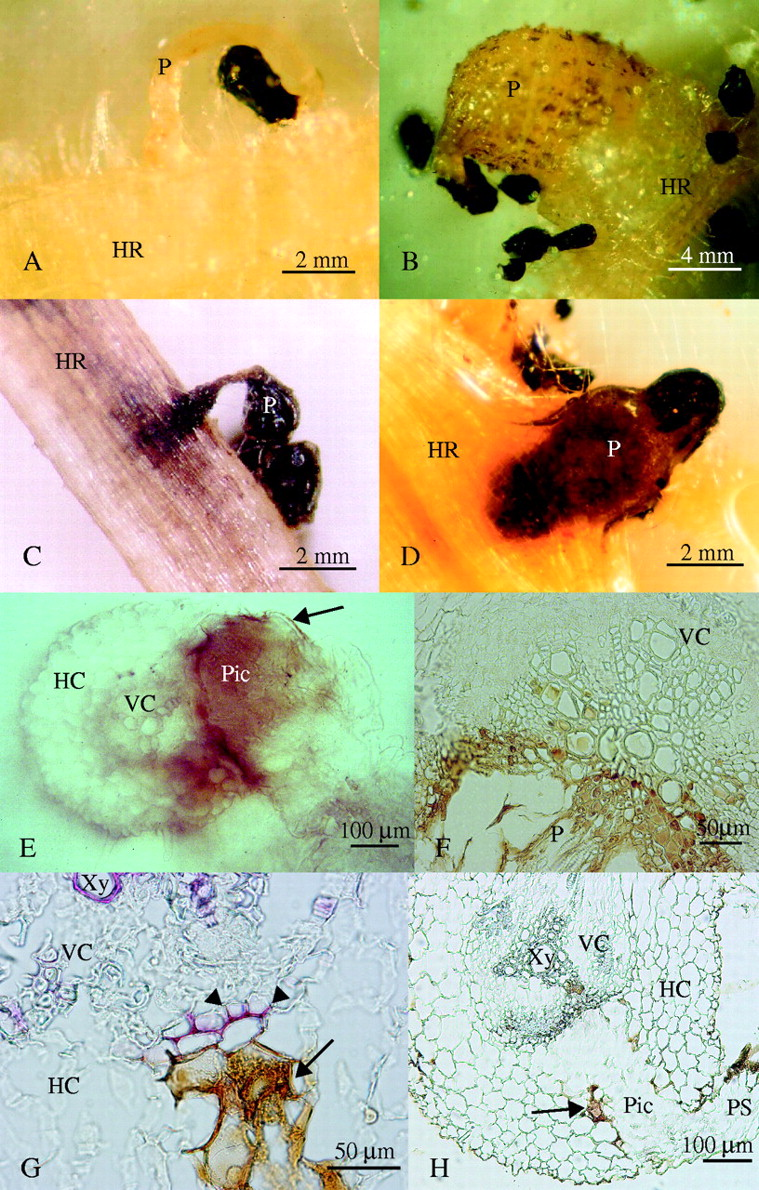 P
HR
A
2 mm
P
HR
B
4 mm
HR
P
C
2 mm
HR
P
D
2 mm
HC
VC
Pic
E
100 µm
VC
P
F
50µm
Xy
VC
HC
G
50 µm
Xy
VC
HC
Pic
PS
H
100 µm